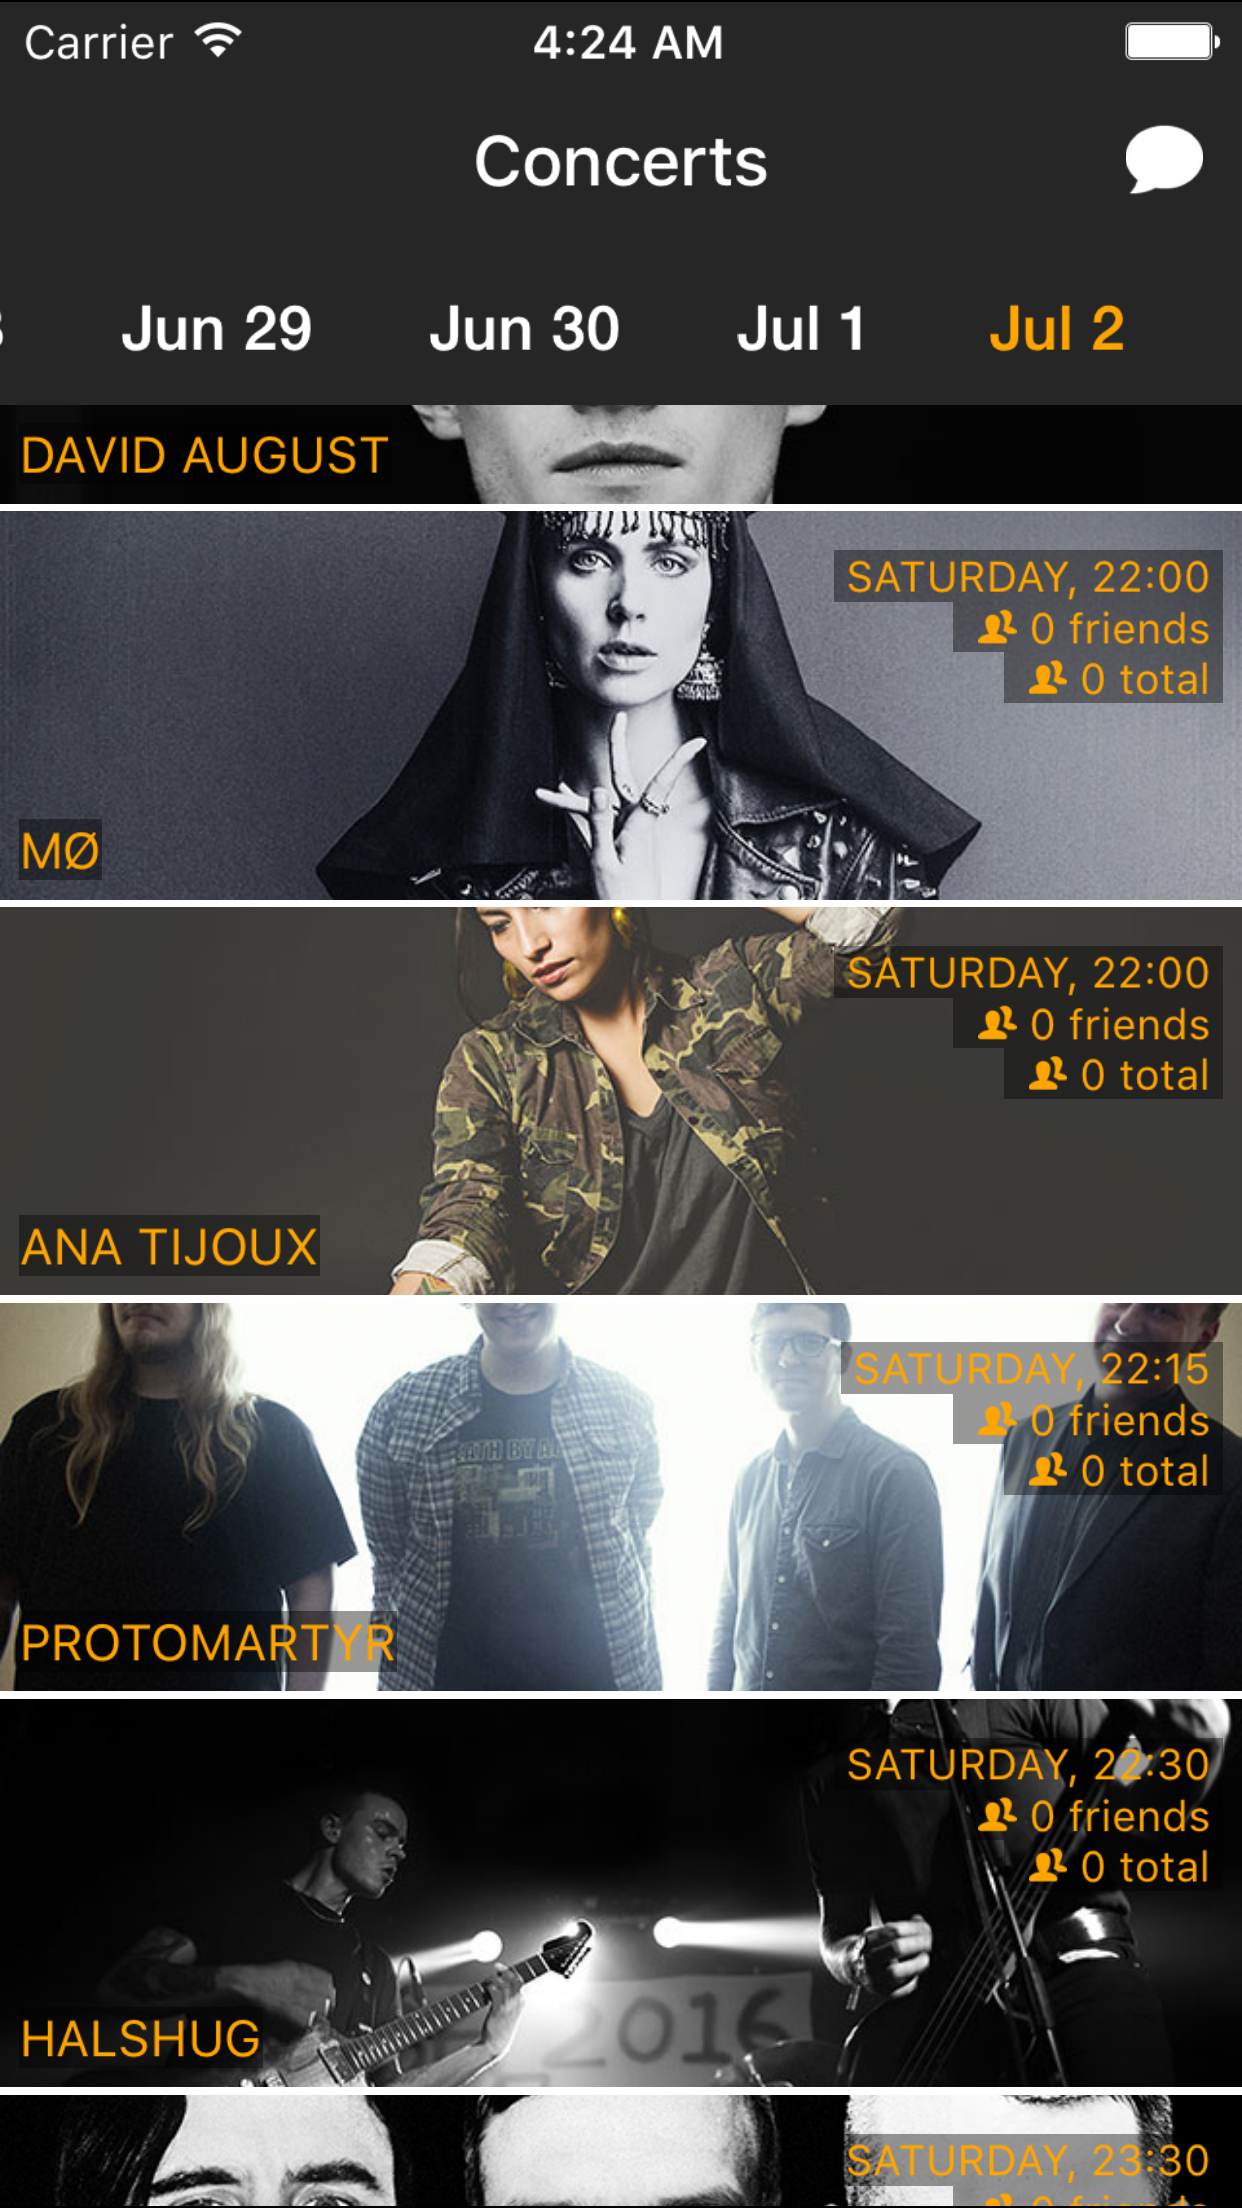 Carrier 4:24 AM
Concerts
Jun 29 Jun 30 Jul 1 Jul 2
DAVID AUGUST
SATURDAY, 22:00
0 friends
0 total
MØ
SATURDAY, 22:00
0 friends
0 total
ANA TIJOUX
SATURDAY, 22:15
0 friends
0 total
PROTOMARTYR
SATURDAY, 22:30
0 friends
0 total
2016
HALSHUG
SATURDAY, 23:30
0 friends